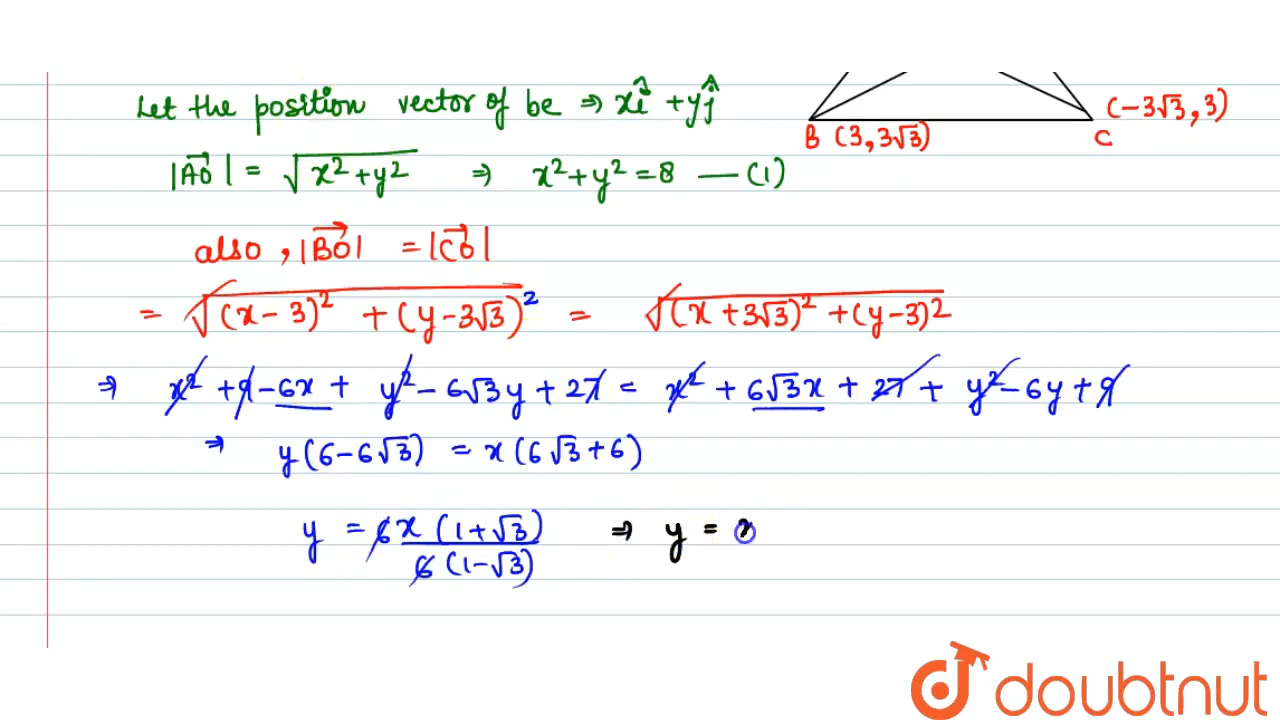 Let the position vector of be ⇒ xî + yĵ
C(-3√3, 3)
B (3, 3√3)
C
|AO| = √x²+y² ⇒ x²+y² = 8 — (1)
also, |BO| = |CO|
= √(x-3)² + (y-3√3)² = √(x+3√3)² + (y-3)²
⇒ x² + 9 - 6x + y² - 6√3y + 27 = x² + 6√3x + 27 + y² - 6y + 9
⇒ y(6-6√3) = x(6√3+6)
y = 6x(1+√3) / 6(1-√3) ⇒ y = x
doubtnut